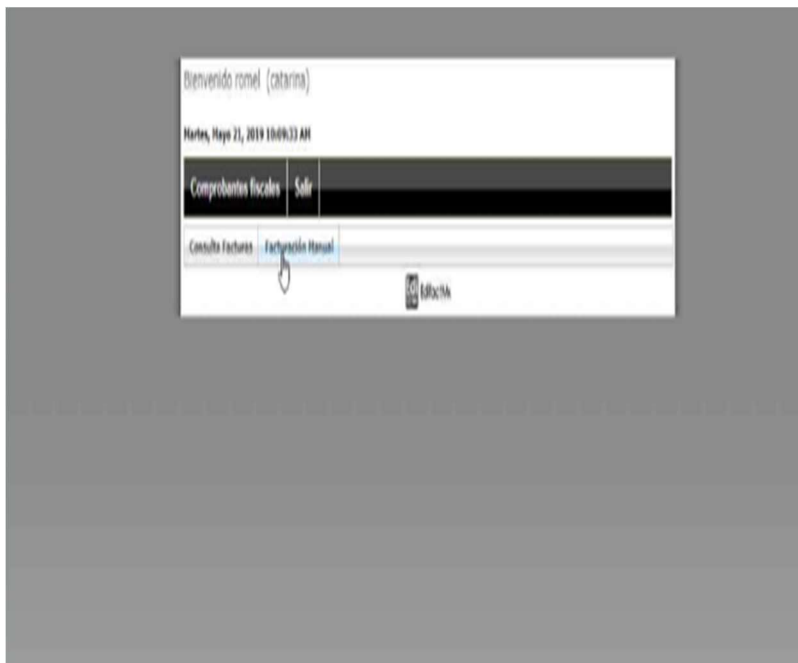 Bienvenido romel (catarina)
Martes, Mayo 21, 2019 10:09:33 AM
Comprobantes fiscales Salir
Consulta Facturas Facturación Manual